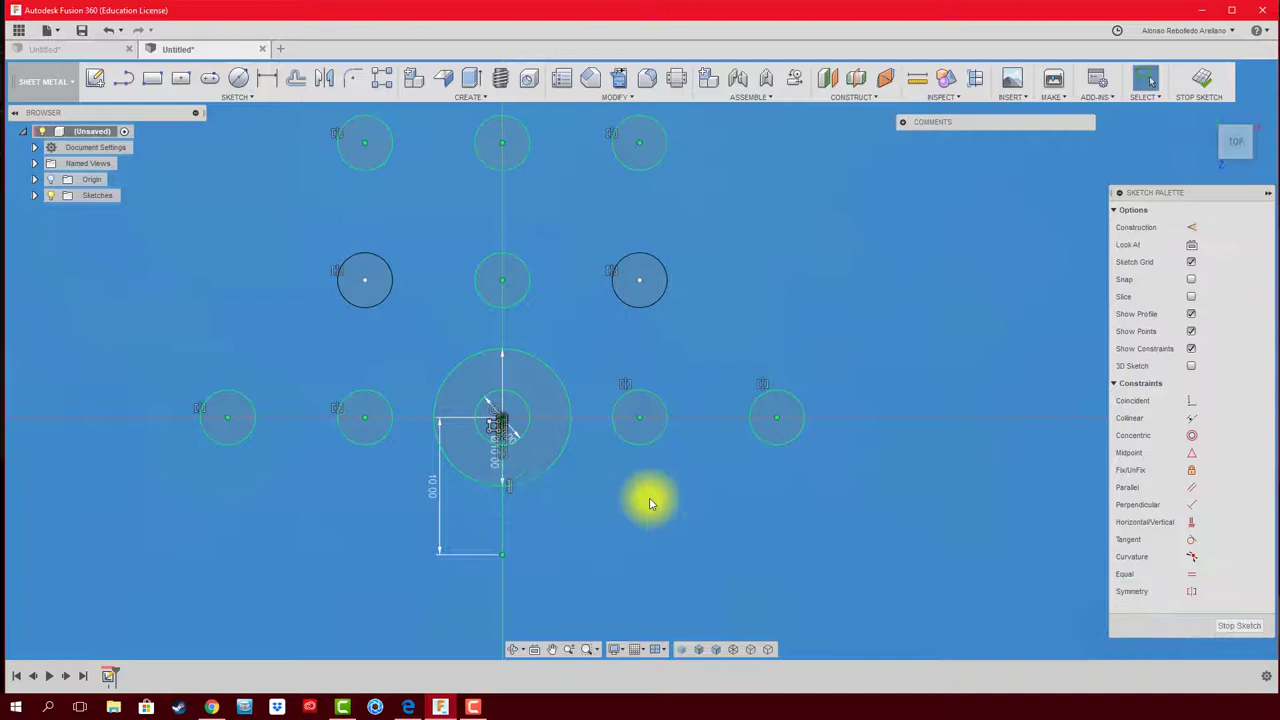 Autodesk Fusion 360 (Education License)
Alonso Rebolledo Arellano
Untitled*
Untitled*
SHEET METAL
SKETCH
CREATE
MODIFY
ASSEMBLE
CONSTRUCT
INSPECT
INSERT
MAKE
ADD-INS
SELECT
STOP SKETCH
BROWSER
COMMENTS
(Unsaved)
Document Settings
Named Views
Origin
Sketches
TOP
Z
SKETCH PALETTE
Options
Construction
Look At
Sketch Grid
Snap
Slice
Show Profile
Show Points
Show Constraints
3D Sketch
Constraints
Coincident
Collinear
Concentric
Midpoint
Fix/UnFix
Parallel
Perpendicular
Horizontal/Vertical
Tangent
Curvature
Equal
Symmetry
Stop Sketch
10.00
10.00